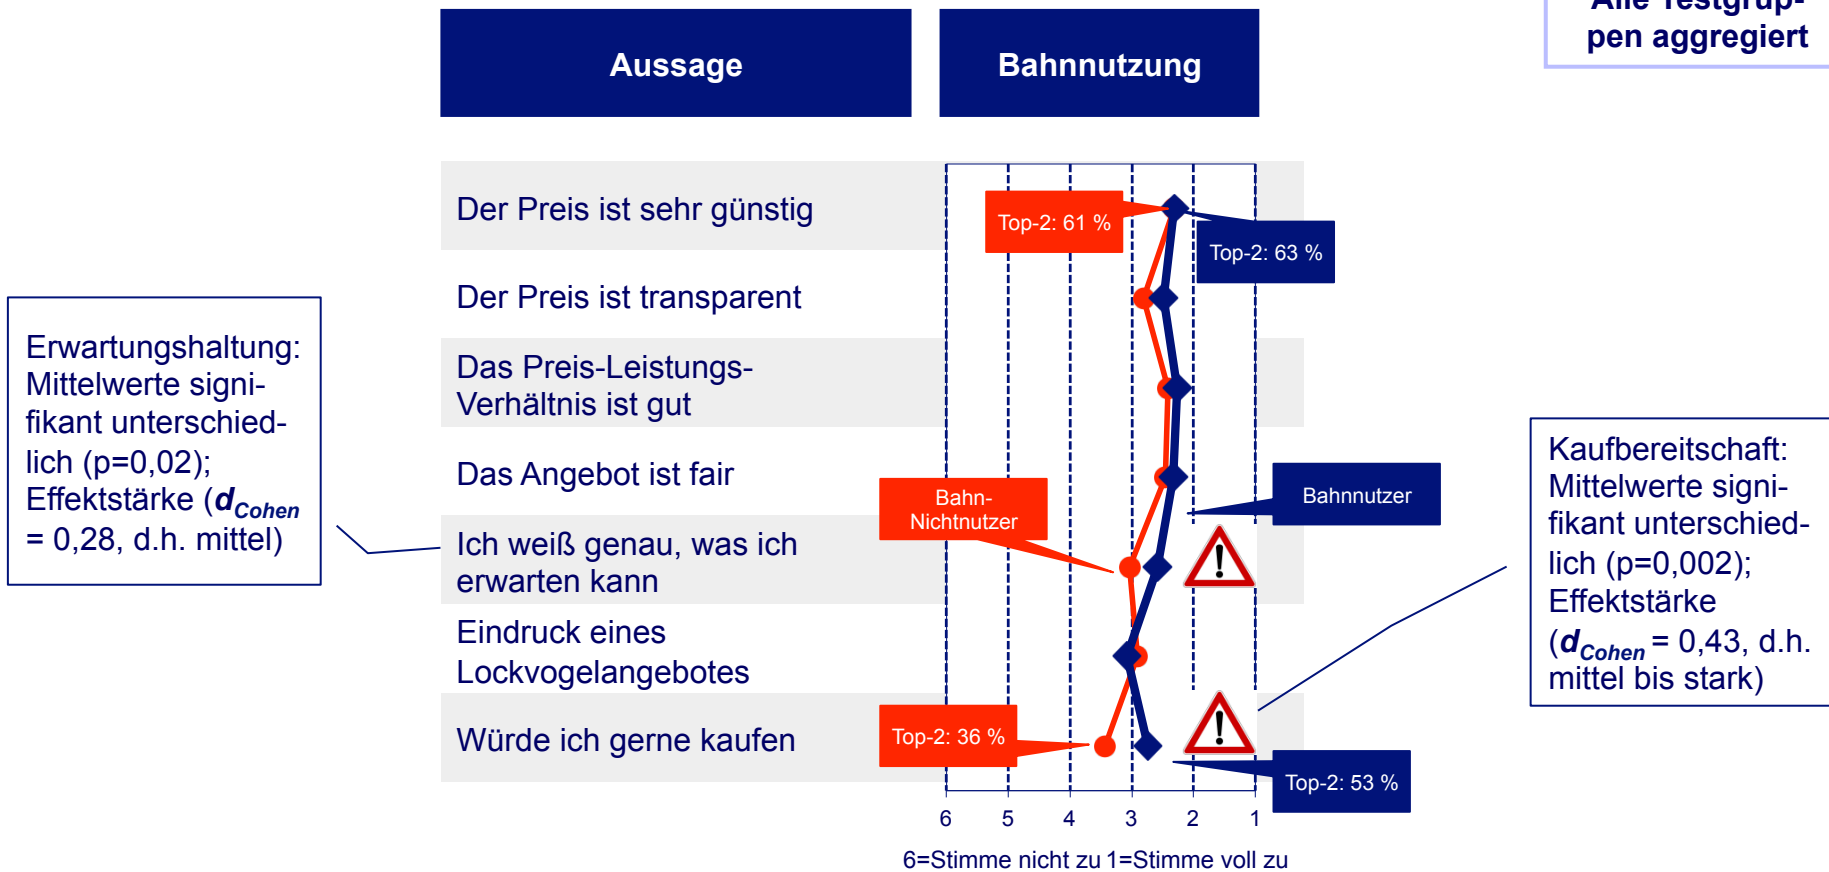 Alle Testgrup-
pen aggregiert
Aussage
Bahnnutzung
Der Preis ist sehr günstig
Top-2: 61 %
Top-2: 63 %
Der Preis ist transparent
Das Preis-Leistungs-
Verhältnis ist gut
Das Angebot ist fair
Bahn-
Nichtnutzer
Bahnnutzer
Ich weiß genau, was ich
erwarten kann
Eindruck eines
Lockvogelangebotes
Würde ich gerne kaufen
Top-2: 36 %
Top-2: 53 %
6 5 4 3 2 1
6=Stimme nicht zu 1=Stimme voll zu
Erwartungshaltung:
Mittelwerte signi-
fikant unterschied-
lich (p=0,02);
Effektstärke (dCohen
= 0,28, d.h. mittel)
Kaufbereitschaft:
Mittelwerte signi-
fikant unterschied-
lich (p=0,002);
Effektstärke
(dCohen = 0,43, d.h.
mittel bis stark)